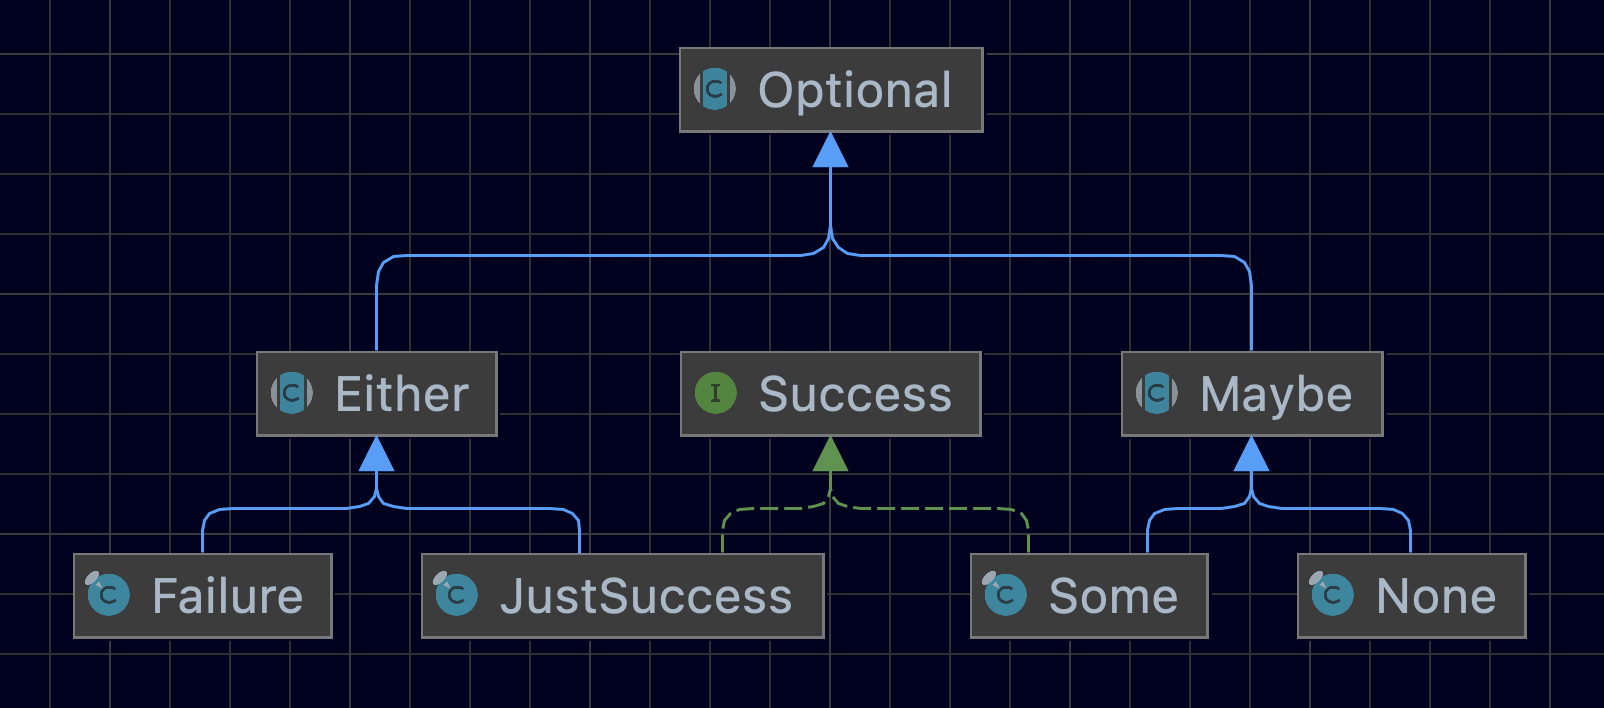 C Optional
C Either
I Success
C Maybe
C Failure
C JustSuccess
C Some
C None